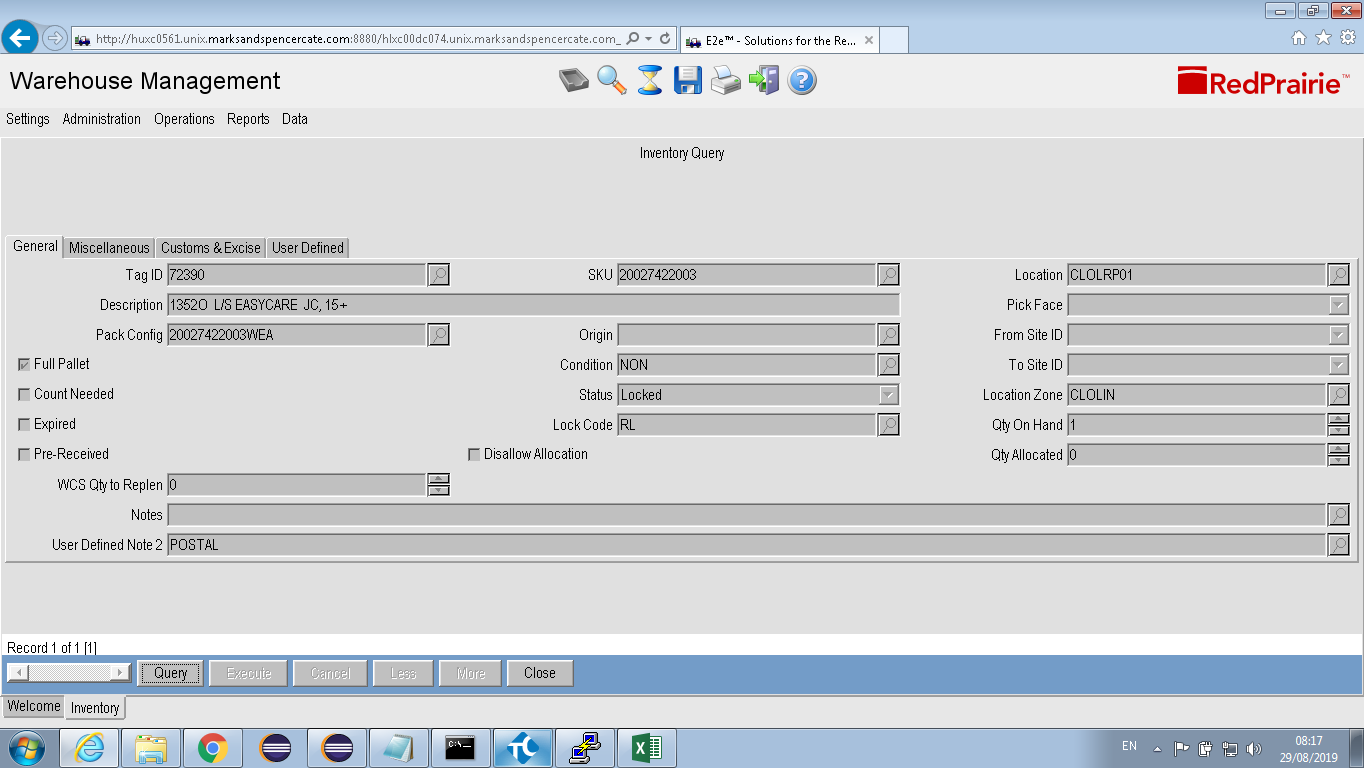 http://huxc0561.unix.marksandspencercate.com:8880/hlxc00dc074.unix.marksandspencercate.com_
E2e™ - Solutions for the Re...
Warehouse Management
RedPrairie™
Settings Administration Operations Reports Data
Inventory Query
General Miscellaneous Customs & Excise User Defined
Tag ID 72390 SKU 20027422003 Location CLOLRP01
Description 1352O L/S EASYCARE JC, 15+ Pick Face
Pack Config 20027422003WEA Origin From Site ID
Full Pallet Condition NON To Site ID
Count Needed Status Locked Location Zone CLOLIN
Expired Lock Code RL Qty On Hand 1
Pre-Received Disallow Allocation Qty Allocated 0
WCS Qty to Replen 0
Notes
User Defined Note 2 POSTAL
Record 1 of 1 [1]
Query Execute Cancel Less More Close
Welcome Inventory
EN 08:17
29/08/2019